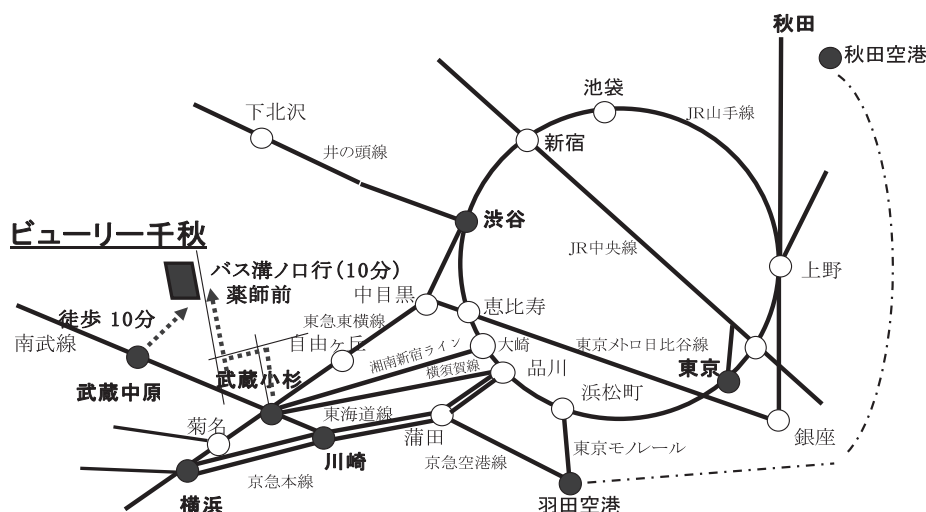 秋田
秋田空港
池袋
下北沢
JR山手線
新宿
井の頭線
渋谷
ビューリー千秋
JR中央線
バス溝ノ口行(10分)
薬師前
上野
中目黒
恵比寿
徒歩 10分
東急東横線
南武線
自由ヶ丘
湘南新宿ライン
大崎
東京メトロ日比谷線
横須賀線
品川
東京
武蔵中原
武蔵小杉
浜松町
東海道線
菊名
蒲田
銀座
川崎
京急空港線
東京モノレール
京急本線
横浜
羽田空港